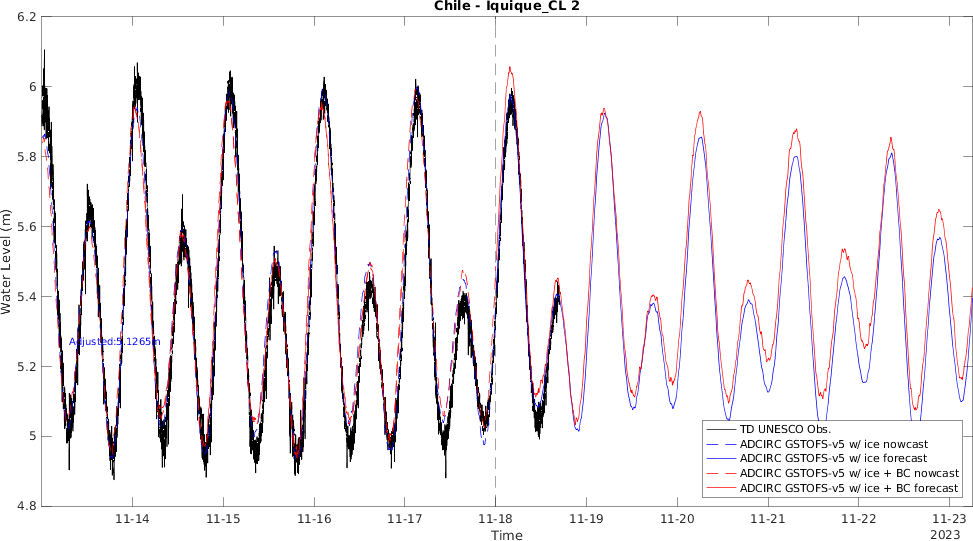 Chile - Iquique_CL 2
6.2
6
5.8
5.6
5.4
5.2
5
4.8
Water Level (m)
Adjusted:5.1265m
TD UNESCO Obs.
ADCIRC GSTOFS-v5 w/ ice nowcast
ADCIRC GSTOFS-v5 w/ ice forecast
ADCIRC GSTOFS-v5 w/ ice + BC nowcast
ADCIRC GSTOFS-v5 w/ ice + BC forecast
11-14 11-15 11-16 11-17 11-18 11-19 11-20 11-21 11-22 11-23
2023
Time